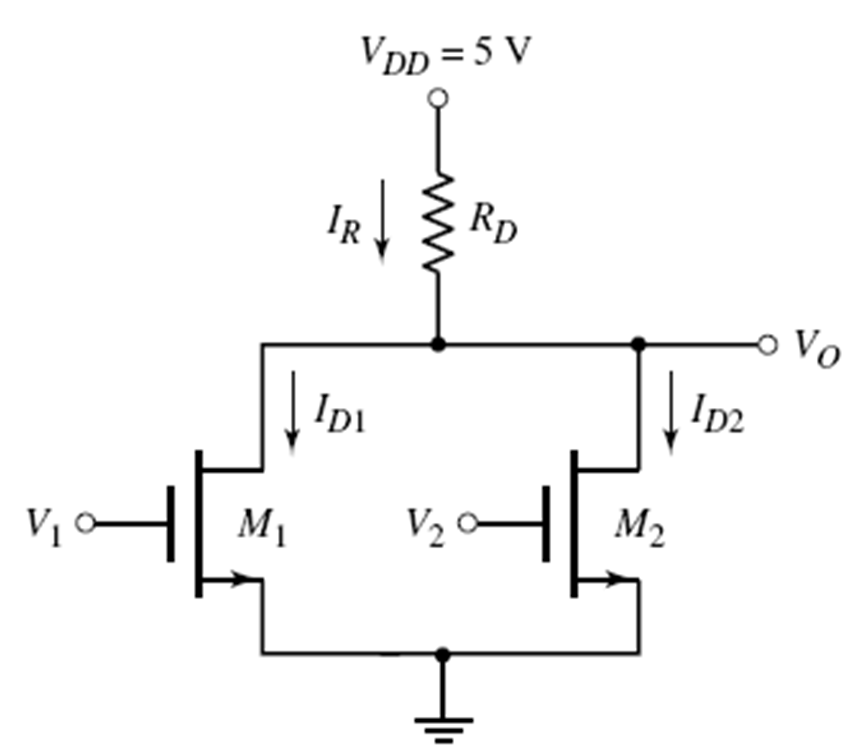 V_DD = 5 V
I_R
R_D
V_O
I_D1
I_D2
V_1
M_1
V_2
M_2